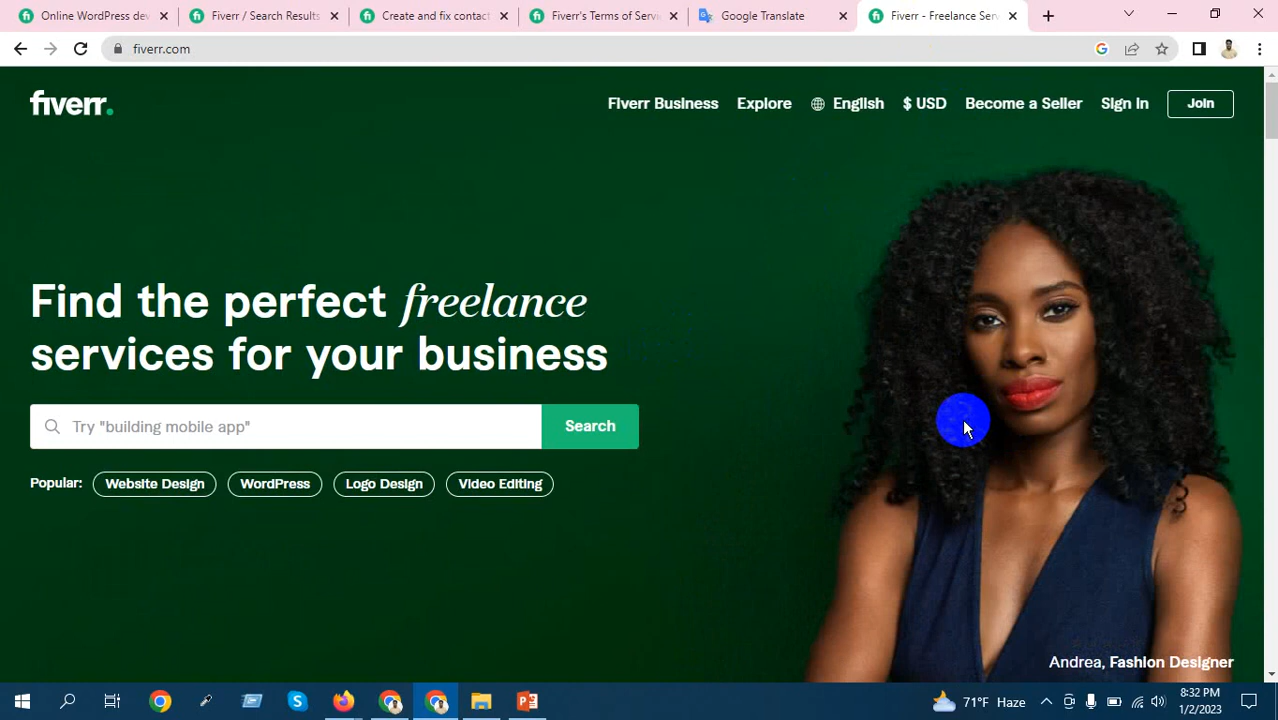 Online WordPress dev
Fiverr / Search Results
Create and fix contact
Fiverr's Terms of Servi
Google Translate
Fiverr - Freelance Serv
fiverr.com
fiverr.
Fiverr Business
Explore
English
$ USD
Become a Seller
Sign in
Join
Find the perfect freelance
services for your business
Try "building mobile app"
Search
Popular:
Website Design
WordPress
Logo Design
Video Editing
Andrea, Fashion Designer
71°F Haze
8:32 PM
1/2/2023